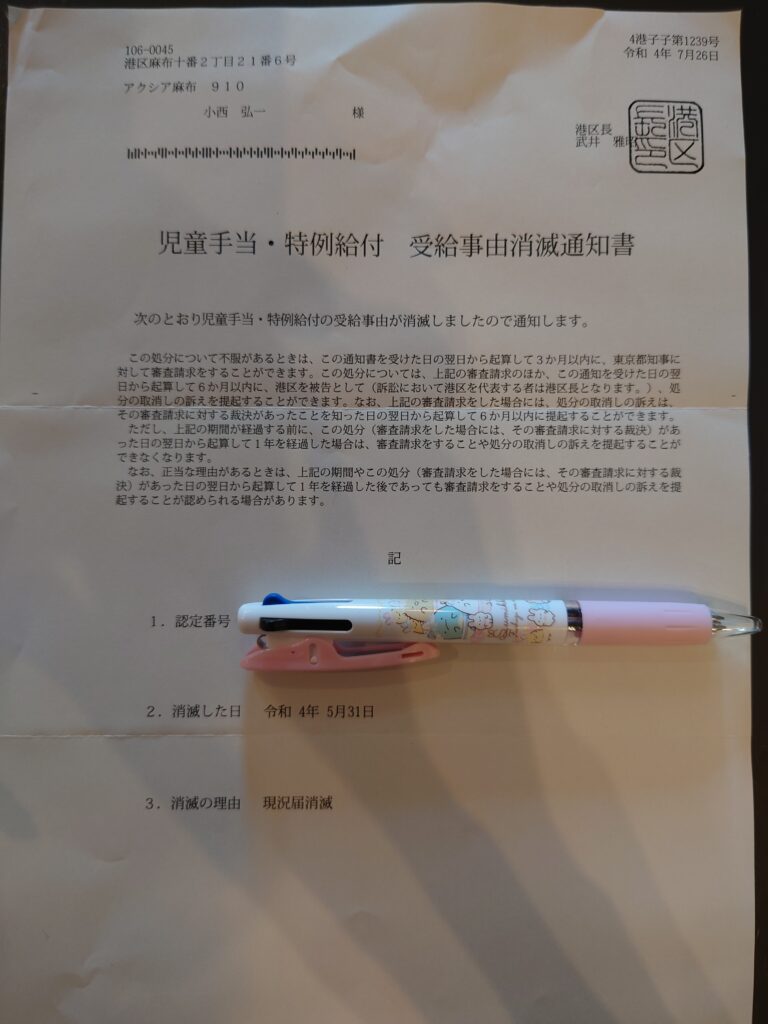 106-0045
港区麻布十番２丁目２１番６号
アクシア麻布　９１０
小西　弘一　　　　　　様
4港子子第1239号
令和 4年 7月26日
港区長
武井　雅昭
港区長印
児童手当・特例給付　受給事由消滅通知書
次のとおり児童手当・特例給付の受給事由が消滅しましたので通知します。
この処分について不服があるときは、この通知書を受けた日の翌日から起算して３か月以内に、東京都知事に
対して審査請求をすることができます。この処分については、上記の審査請求のほか、この通知を受けた日の翌
日から起算して６か月以内に、港区を被告として（訴訟において港区を代表する者は港区長となります。）、処
分の取消しの訴えを提起することができます。なお、上記の審査請求をした場合には、処分の取消しの訴えは、
その審査請求に対する裁決があったことを知った日の翌日から起算して６か月以内に提起することができます。
ただし、上記の期間が経過する前に、この処分（審査請求をした場合には、その審査請求に対する裁決）があ
った日の翌日から起算して１年を経過した場合は、審査請求をすることや処分の取消しの訴えを提起することが
できなくなります。
なお、正当な理由があるときは、上記の期間やこの処分（審査請求をした場合には、その審査請求に対する裁
決）があった日の翌日から起算して１年を経過した後であっても審査請求をすることや処分の取消しの訴えを提
起することが認められる場合があります。
記
１．認定番号
２．消滅した日　令和 4年 5月31日
３．消滅の理由　現況届消滅